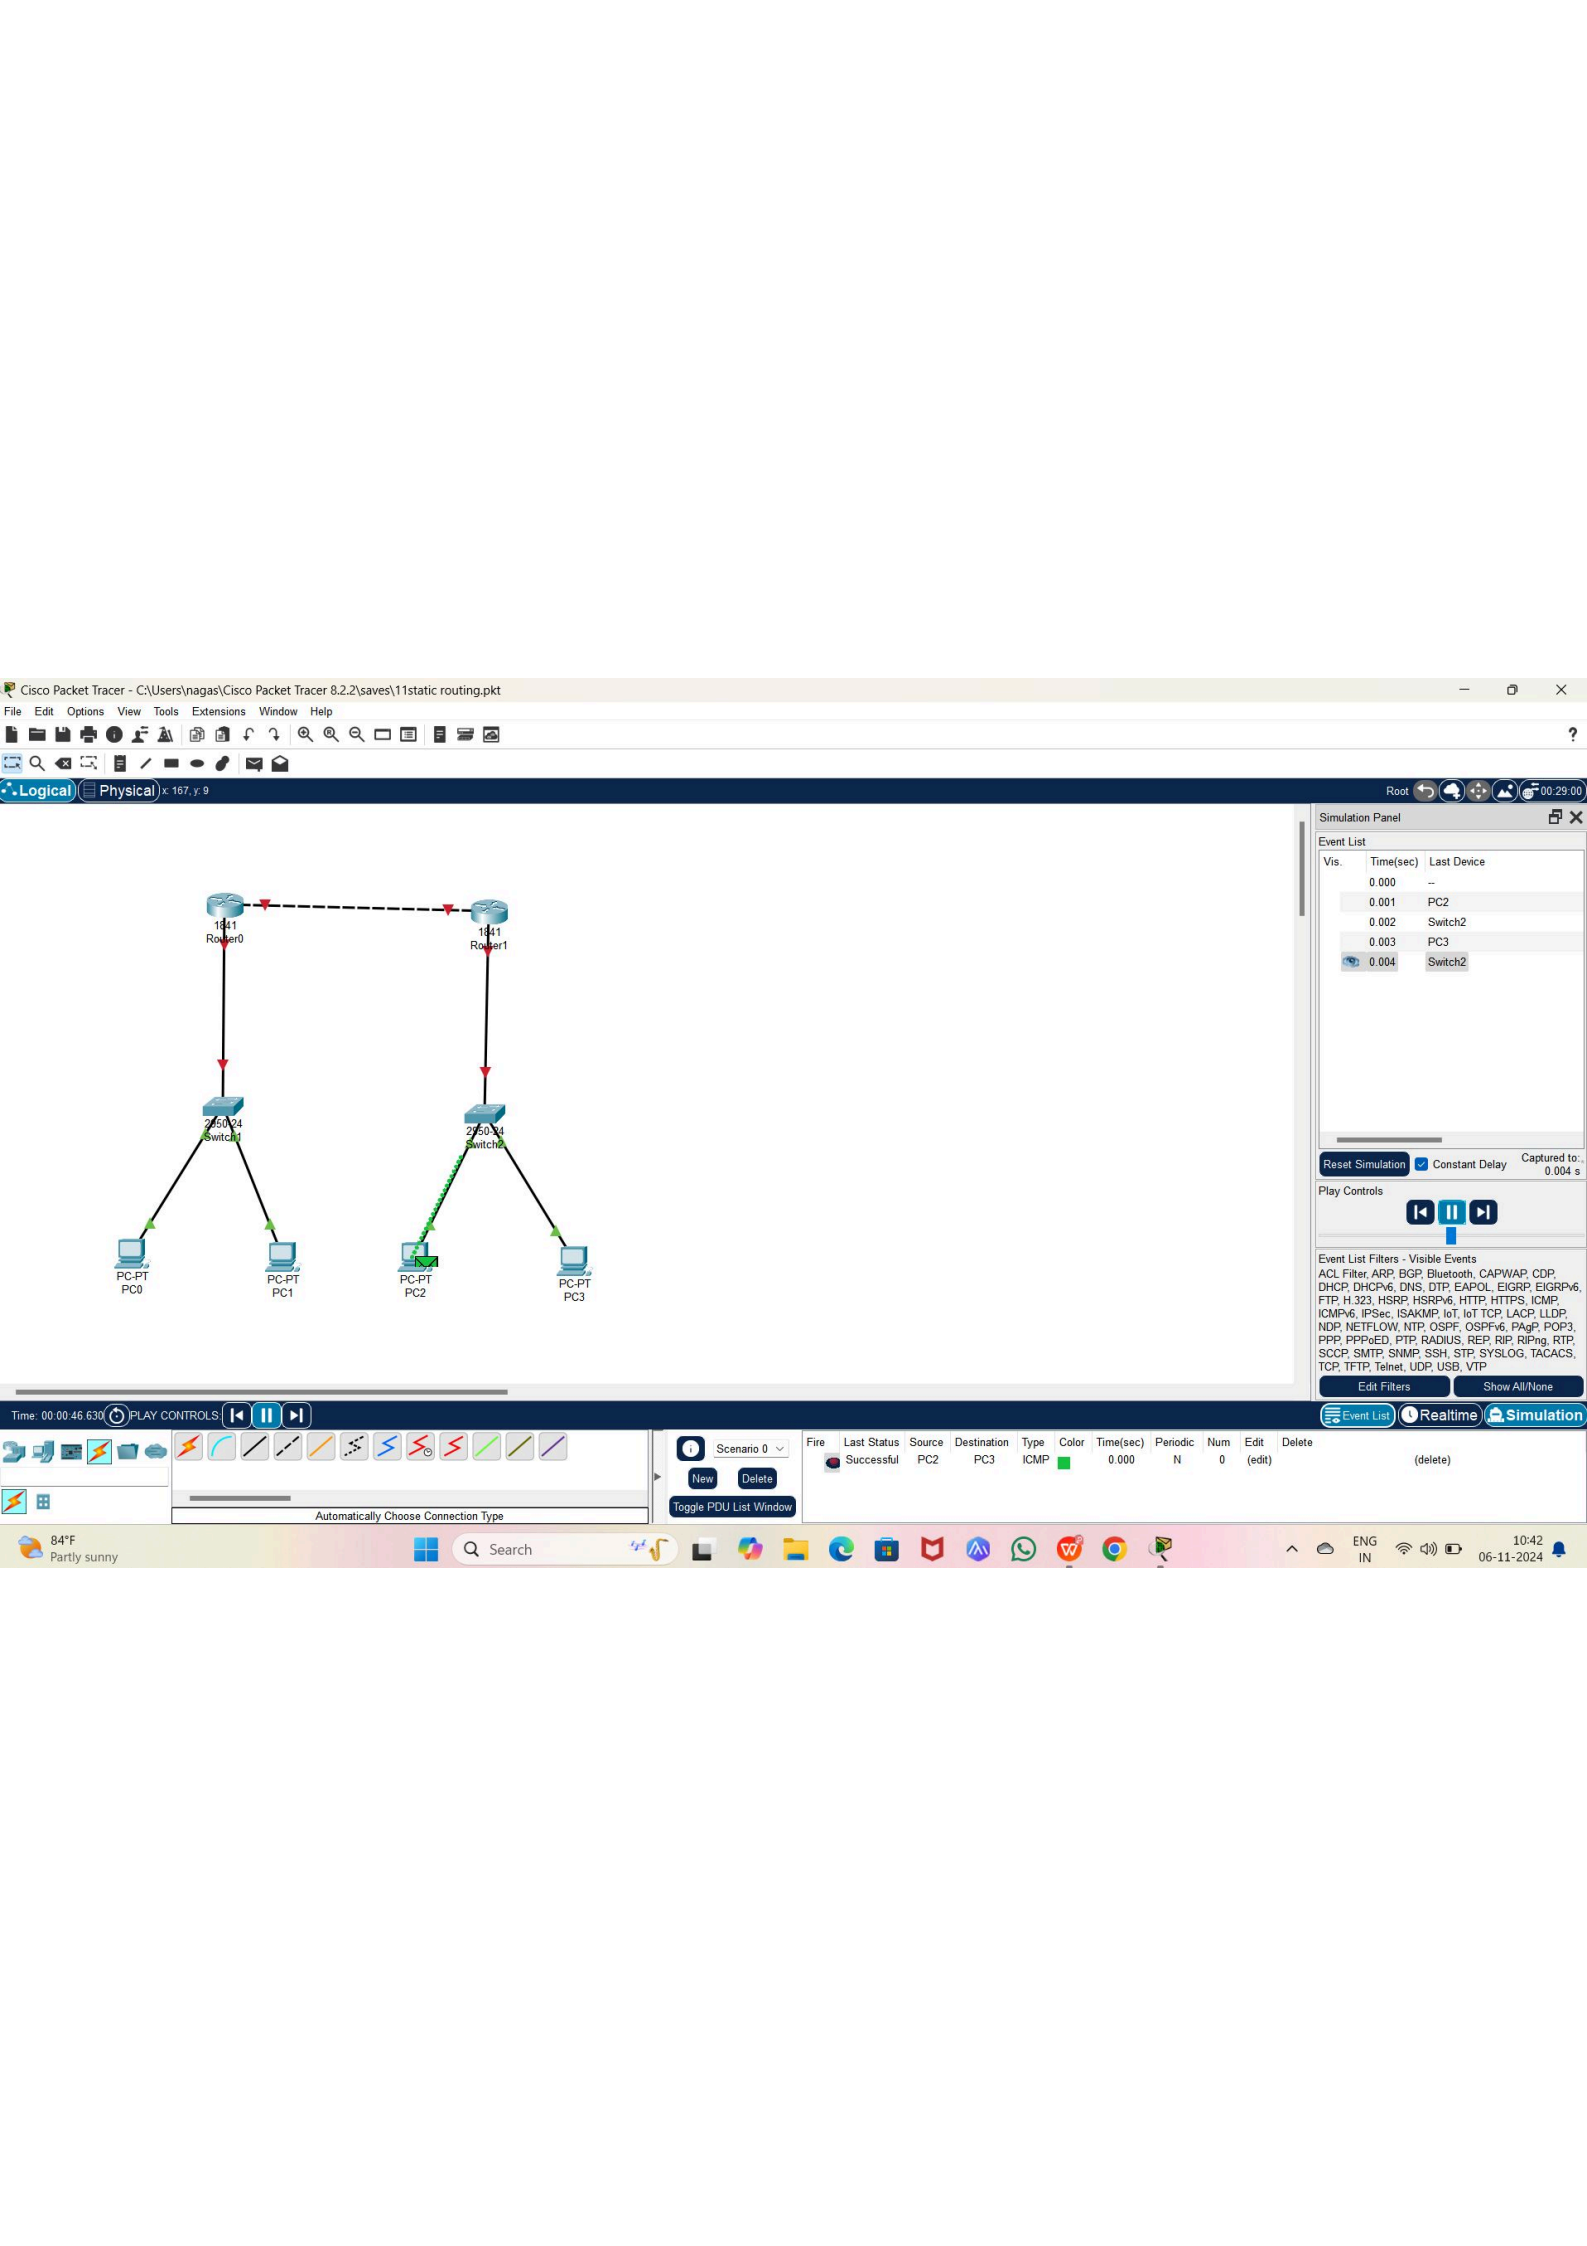 Cisco Packet Tracer - C:\Users\nagas\Cisco Packet Tracer 8.2.2\saves\11static routing.pkt
File Edit Options View Tools Extensions Window Help
?
Logical Physical x: 167, y: 9 Root 00:29:00
Simulation Panel
Event List
Vis. Time(sec) Last Device
0.000 --
0.001 PC2
0.002 Switch2
0.003 PC3
0.004 Switch2
1841
Router0
1841
Router1
2950-24
Switch1
2950-24
Switch2
PC-PT
PC0
PC-PT
PC1
PC-PT
PC2
PC-PT
PC3
Reset Simulation Constant Delay Captured to:
0.004 s
Play Controls
Event List Filters - Visible Events
ACL Filter, ARP, BGP, Bluetooth, CAPWAP, CDP,
DHCP, DHCPv6, DNS, DTP, EAPOL, EIGRP, EIGRPv6,
FTP, H.323, HSRP, HSRPv6, HTTP, HTTPS, ICMP,
ICMPv6, IPSec, ISAKMP, IoT, IoT TCP, LACP, LLDP,
NDP, NETFLOW, NTP, OSPF, OSPFv6, PAgP, POP3,
PPP, PPPoED, PTP, RADIUS, REP, RIP, RIPng, RTP,
SCCP, SMTP, SNMP, SSH, STP, SYSLOG, TACACS,
TCP, TFTP, Telnet, UDP, USB, VTP
Edit Filters Show All/None
Time: 00:00:46.630 PLAY CONTROLS: Event List Realtime Simulation
Scenario 0
New Delete
Toggle PDU List Window
Fire Last Status Source Destination Type Color Time(sec) Periodic Num Edit Delete
Successful PC2 PC3 ICMP 0.000 N 0 (edit) (delete)
Automatically Choose Connection Type
84°F
Partly sunny
Search
ENG
IN
10:42
06-11-2024